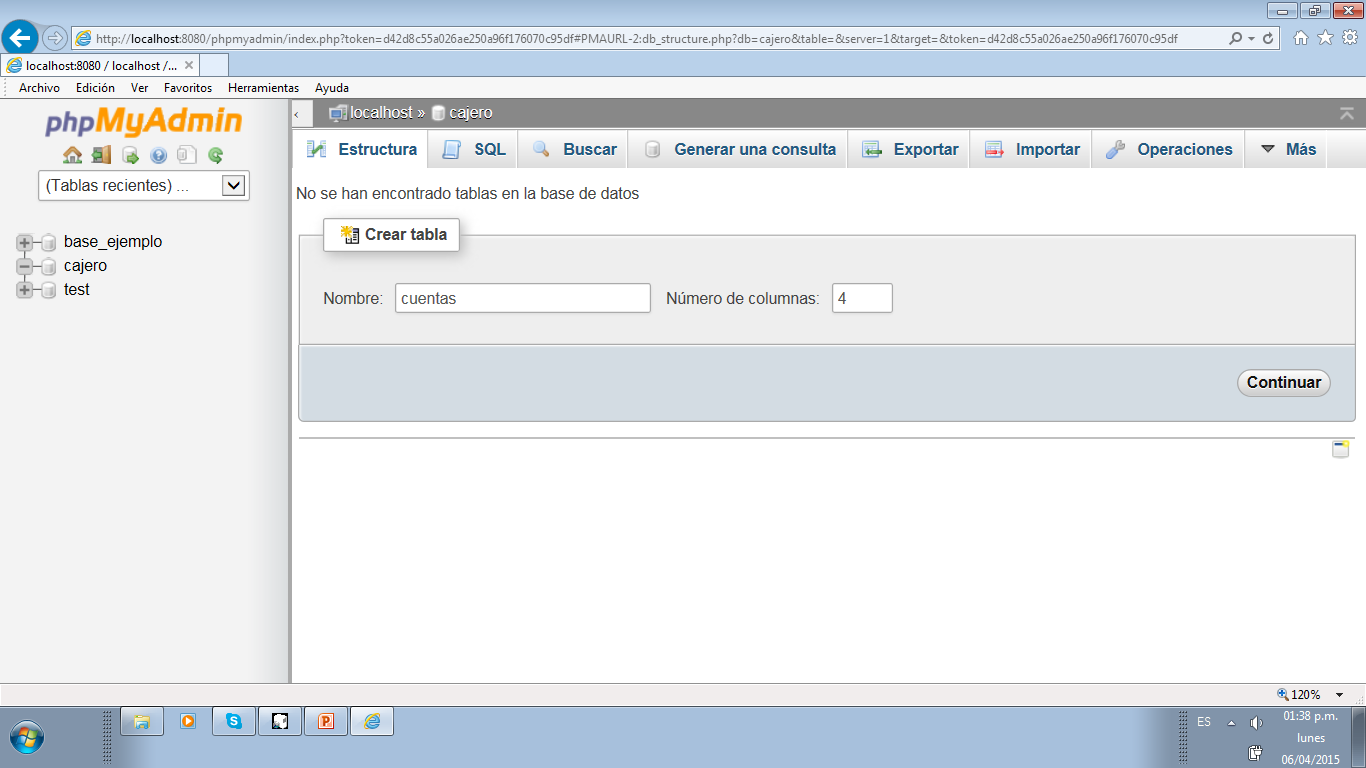 http://localhost:8080/phpmyadmin/index.php?token=d42d8c55a026ae250a96f176070c95df#PMAURL-2:db_structure.php?db=cajero&table=&server=1&target=&token=d42d8c55a026ae250a96f176070c95df
localhost:8080 / localhost /...
Archivo Edición Ver Favoritos Herramientas Ayuda
phpMyAdmin
(Tablas recientes) ...
base_ejemplo
cajero
test
localhost » cajero
Estructura SQL Buscar Generar una consulta Exportar Importar Operaciones Más
No se han encontrado tablas en la base de datos
Crear tabla
Nombre: cuentas Número de columnas: 4
Continuar
120%
ES
01:38 p.m.
lunes
06/04/2015